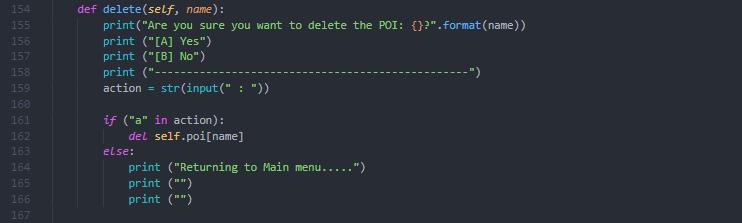 154 def delete(self, name):
155 print("Are you sure you want to delete the POI: {}?".format(name))
156 print ("[A] Yes")
157 print ("[B] No")
158 print ("-------------------------------------------------")
159 action = str(input(" : "))
160
161 if ("a" in action):
162 del self.poi[name]
163 else:
164 print ("Returning to Main menu.....")
165 print ("")
166 print ("")
167